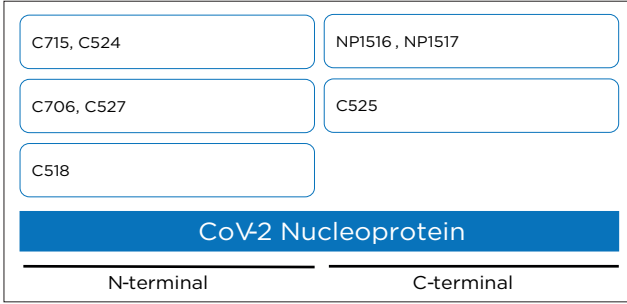 C715, C524
NP1516 , NP1517
C706, C527
C525
C518
CoV-2 Nucleoprotein
N-terminal
C-terminal